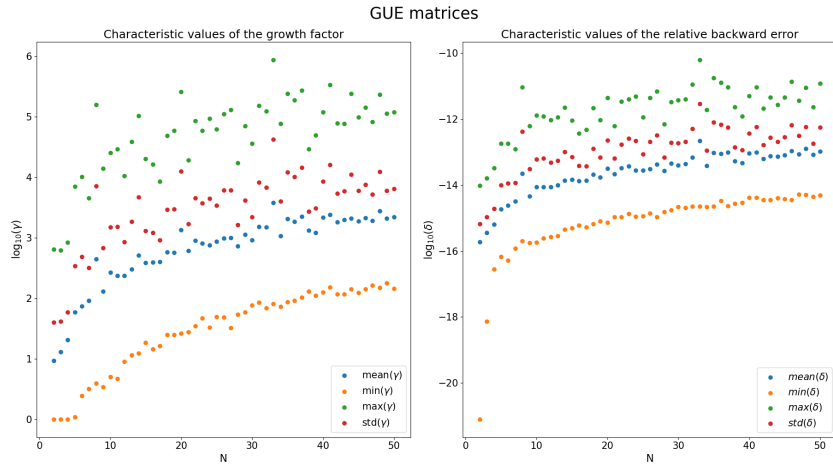 GUE matrices
Characteristic values of the growth factor
6
5
4
3
2
1
0
log₁₀(γ)
0
10
20
30
40
50
N
mean(γ)
min(γ)
max(γ)
std(γ)
Characteristic values of the relative backward error
−10
−12
−14
−16
−18
−20
log₁₀(δ)
0
10
20
30
40
50
N
mean(δ)
min(δ)
max(δ)
std(δ)